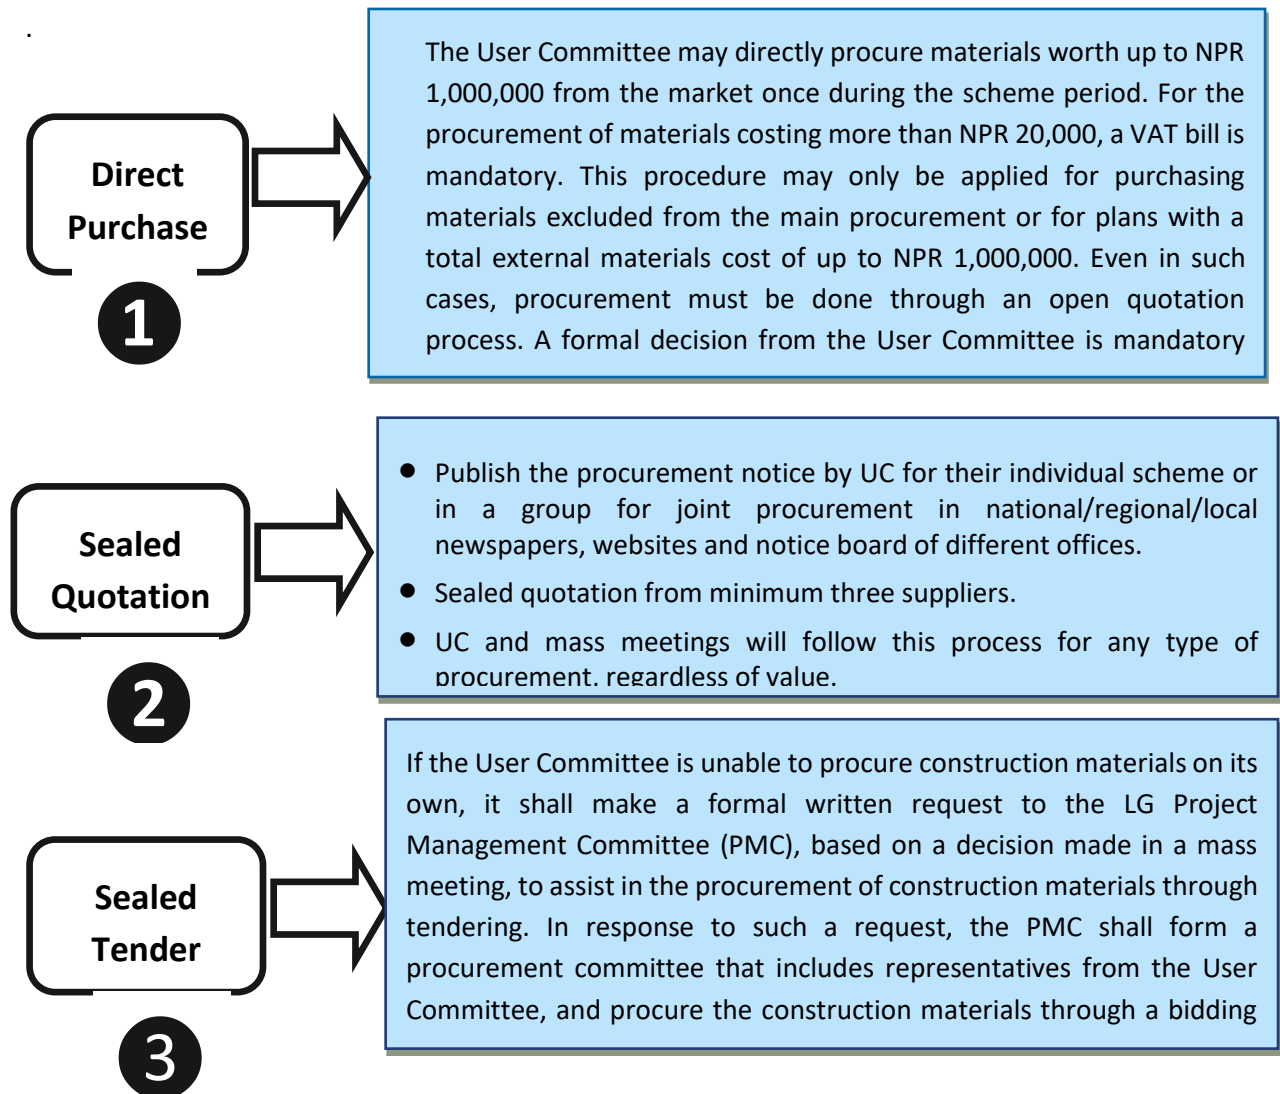 .
Direct
Purchase
1
The User Committee may directly procure materials worth up to NPR
1,000,000 from the market once during the scheme period. For the
procurement of materials costing more than NPR 20,000, a VAT bill is
mandatory. This procedure may only be applied for purchasing
materials excluded from the main procurement or for plans with a
total external materials cost of up to NPR 1,000,000. Even in such
cases, procurement must be done through an open quotation
process. A formal decision from the User Committee is mandatory
Sealed
Quotation
2
● Publish the procurement notice by UC for their individual scheme or
in a group for joint procurement in national/regional/local
newspapers, websites and notice board of different offices.
● Sealed quotation from minimum three suppliers.
● UC and mass meetings will follow this process for any type of
procurement, regardless of value.
Sealed
Tender
3
If the User Committee is unable to procure construction materials on its
own, it shall make a formal written request to the LG Project
Management Committee (PMC), based on a decision made in a mass
meeting, to assist in the procurement of construction materials through
tendering. In response to such a request, the PMC shall form a
procurement committee that includes representatives from the User
Committee, and procure the construction materials through a bidding